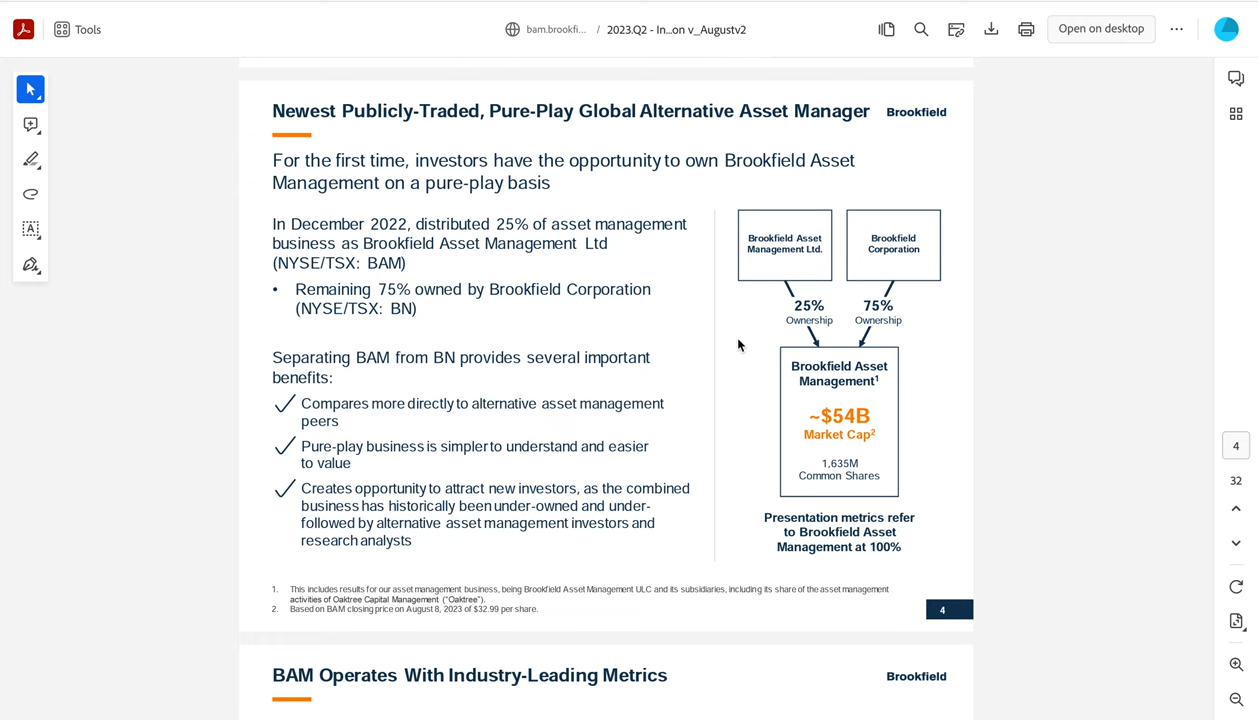 Tools
bam.brookfi... / 2023.Q2 - In...on v_Augustv2
Open on desktop
Newest Publicly-Traded, Pure-Play Global Alternative Asset Manager
Brookfield
For the first time, investors have the opportunity to own Brookfield Asset
Management on a pure-play basis
In December 2022, distributed 25% of asset management
business as Brookfield Asset Management Ltd
(NYSE/TSX: BAM)
• Remaining 75% owned by Brookfield Corporation
(NYSE/TSX: BN)
Separating BAM from BN provides several important
benefits:
Compares more directly to alternative asset management
peers
Pure-play business is simpler to understand and easier
to value
Creates opportunity to attract new investors, as the combined
business has historically been under-owned and under-
followed by alternative asset management investors and
research analysts
Brookfield Asset
Management Ltd.
Brookfield
Corporation
25%
Ownership
75%
Ownership
Brookfield Asset
Management¹
~$54B
Market Cap²
1,635M
Common Shares
Presentation metrics refer
to Brookfield Asset
Management at 100%
1. This includes results for our asset management business, being Brookfield Asset Management ULC and its subsidiaries, including its share of the asset management
activities of Oaktree Capital Management ("Oaktree").
2. Based on BAM closing price on August 8, 2023 of $32.99 per share.
4
BAM Operates With Industry-Leading Metrics
Brookfield
4
32